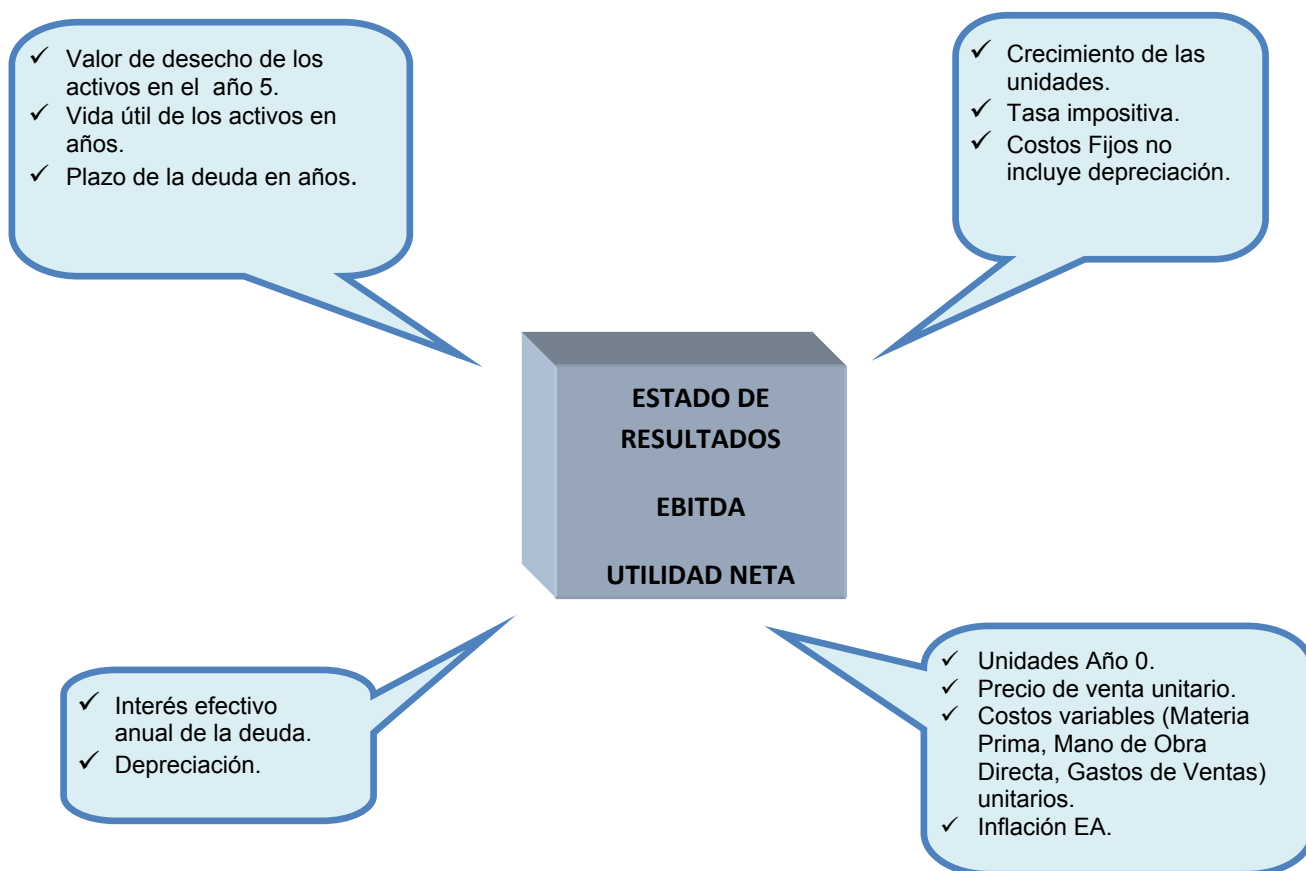 ✓ Valor de desecho de los
activos en el año 5.
✓ Vida útil de los activos en
años.
✓ Plazo de la deuda en años.
✓ Crecimiento de las
unidades.
✓ Tasa impositiva.
✓ Costos Fijos no
incluye depreciación.
ESTADO DE
RESULTADOS
EBITDA
UTILIDAD NETA
✓ Interés efectivo
anual de la deuda.
✓ Depreciación.
✓ Unidades Año 0.
✓ Precio de venta unitario.
✓ Costos variables (Materia
Prima, Mano de Obra
Directa, Gastos de Ventas)
unitarios.
✓ Inflación EA.